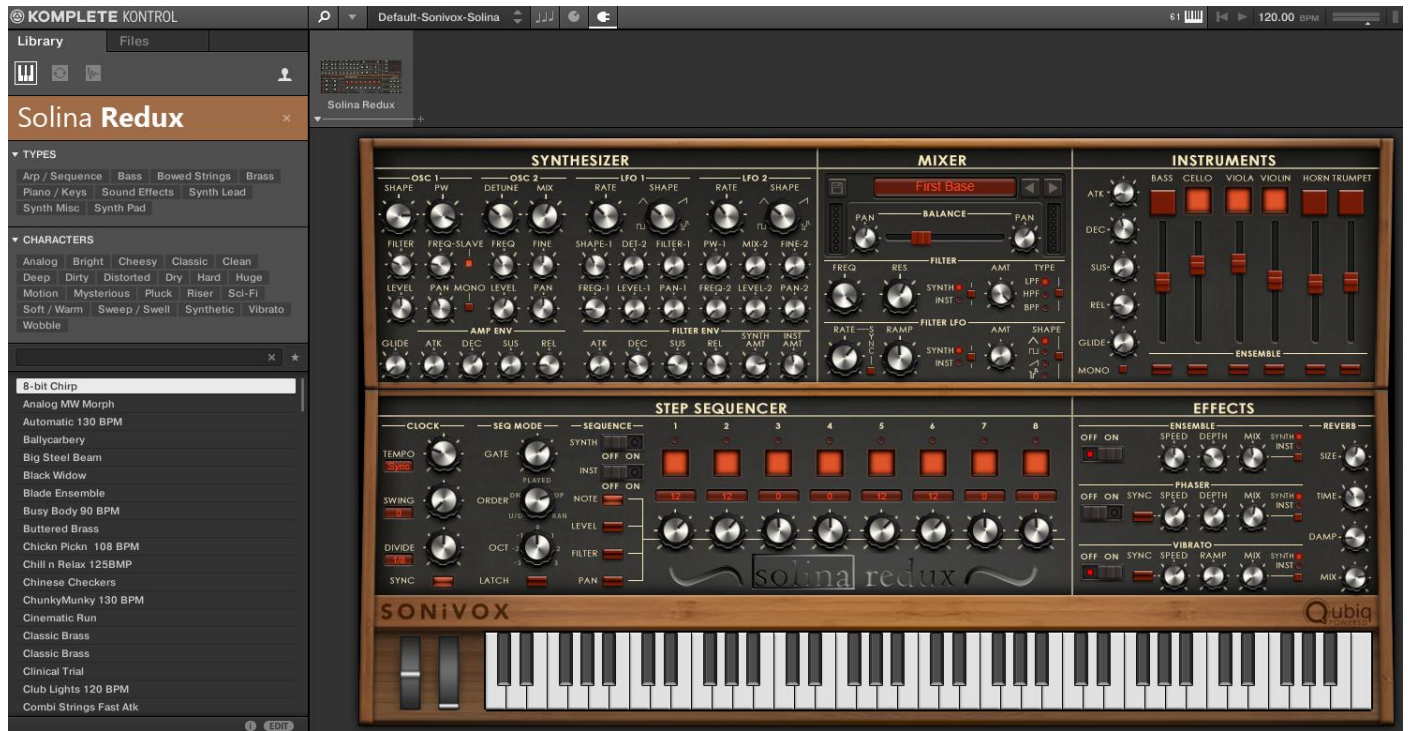 KOMPLETE KONTROL
Default-Sonivox-Solina
61
120.00 BPM
Library Files
Solina Redux ×
TYPES
Arp / Sequence Bass Bowed Strings Brass
Piano / Keys Sound Effects Synth Lead
Synth Misc Synth Pad
CHARACTERS
Analog Bright Cheesy Classic Clean
Deep Dirty Distorted Dry Hard Huge
Motion Mysterious Pluck Riser Sci-Fi
Soft / Warm Sweep / Swell Synthetic Vibrato
Wobble
8-bit Chirp
Analog MW Morph
Automatic 130 BPM
Ballycarbery
Big Steel Beam
Black Widow
Blade Ensemble
Busy Body 90 BPM
Buttered Brass
Chickn Pickn 108 BPM
Chill n Relax 125BMP
Chinese Checkers
ChunkyMunky 130 BPM
Cinematic Run
Classic Brass
Classic Brass
Clinical Trial
Club Lights 120 BPM
Combi Strings Fast Atk
EDIT
Solina Redux
SYNTHESIZER
OSC 1 OSC 2 LFO 1 LFO 2
SHAPE PW DETUNE MIX RATE SHAPE RATE SHAPE
FILTER FREQ-SLAVE FREQ FINE SHAPE-1 DET-2 FILTER-1 PW-1 MIX-2 FINE-2
LEVEL PAN MONO LEVEL PAN FREQ-1 LEVEL-1 PAN-1 FREQ-2 LEVEL-2 PAN-2
AMP ENV FILTER ENV
GLIDE ATK DEC SUS REL ATK DEC SUS REL SYNTH AMT INST AMT
MIXER
First Base
BALANCE
PAN PAN
FILTER
FREQ RES AMT TYPE
SYNTH
INST
LPF
HPF
BPF
FILTER LFO
RATE SYNC RAMP AMT SHAPE
SYNTH
INST
INSTRUMENTS
BASS CELLO VIOLA VIOLIN HORN TRUMPET
ATK
DEC
SUS
REL
GLIDE
ENSEMBLE
MONO
STEP SEQUENCER
CLOCK SEQ MODE SEQUENCE 1 2 3 4 5 6 7 8
TEMPO
Sync
GATE
SYNTH
OFF ON
INST
OFF ON
SWING
0
ORDER
PLAYED
DN UP
U/D RAN
NOTE
12 12 0 0 12 12 0 0
LEVEL
DIVIDE
1/8
OCT
-3 -2 -1 0 1 2 3
FILTER
SYNC LATCH PAN
solina redux
EFFECTS
ENSEMBLE
OFF ON SPEED DEPTH MIX SYNTH INST
PHASER
OFF ON SYNC SPEED DEPTH MIX SYNTH INST
VIBRATO
OFF ON SYNC SPEED RAMP MIX SYNTH INST
REVERB
SIZE
TIME
DAMP
MIX
SONiVOX
Qubiq
POWERED